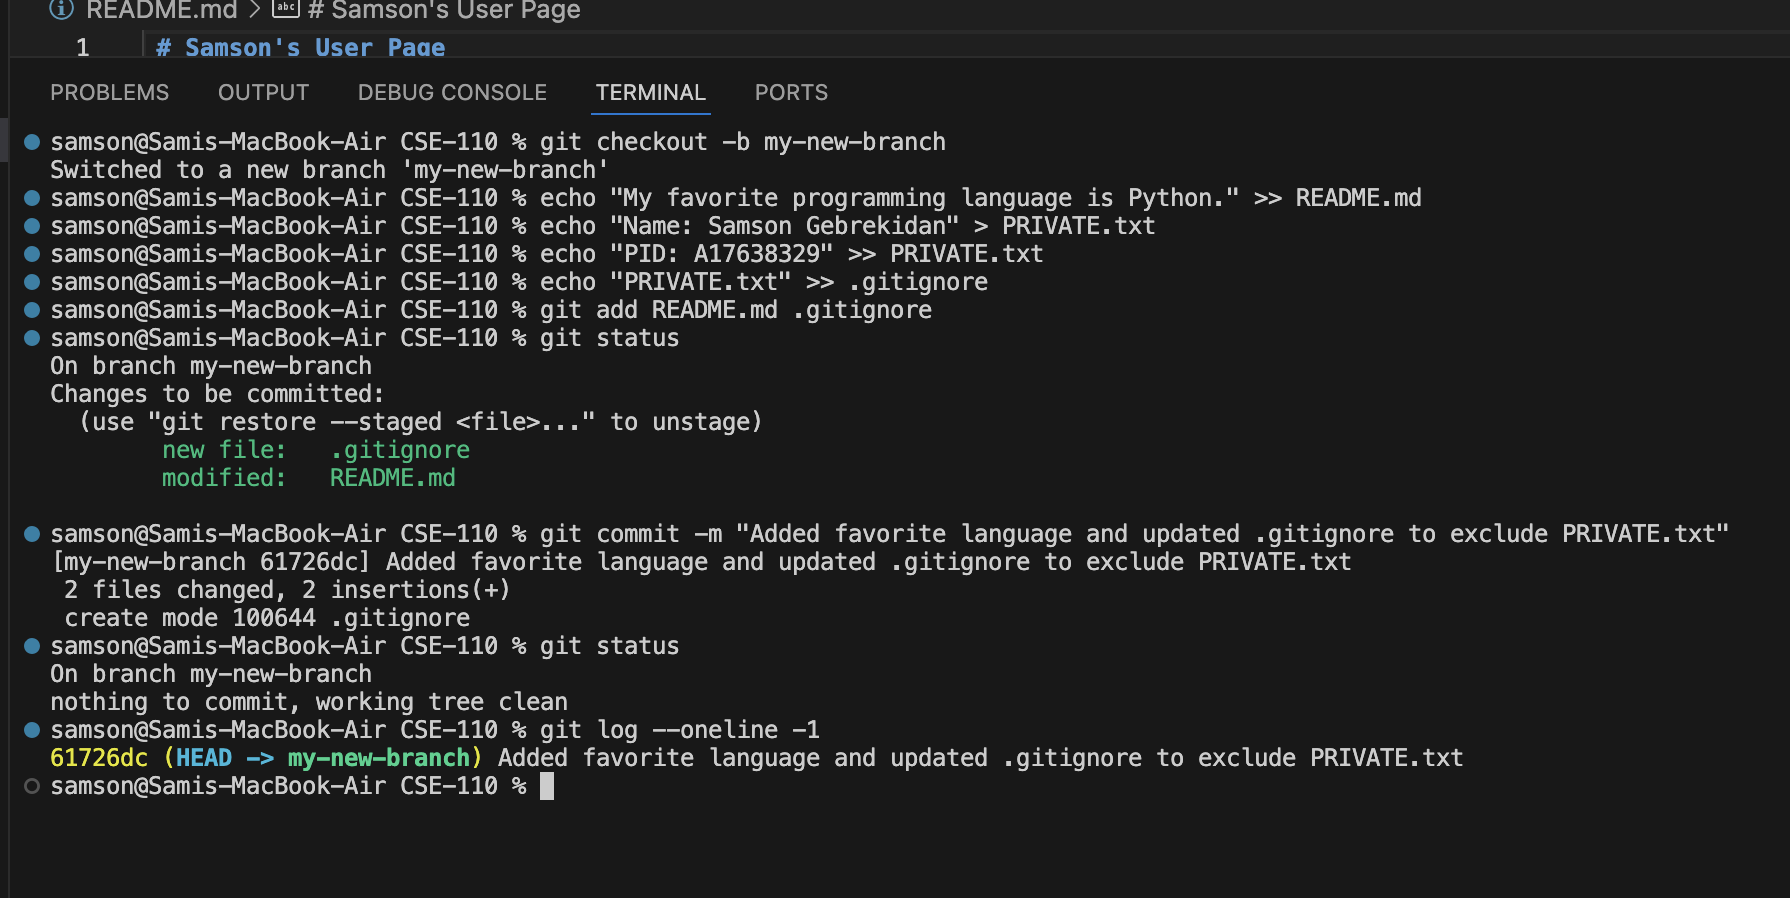 README.md > abc # Samson's User Page
1 # Samson's User Page
PROBLEMS OUTPUT DEBUG CONSOLE TERMINAL PORTS
samson@Samis-MacBook-Air CSE-110 % git checkout -b my-new-branch
Switched to a new branch 'my-new-branch'
samson@Samis-MacBook-Air CSE-110 % echo "My favorite programming language is Python." >> README.md
samson@Samis-MacBook-Air CSE-110 % echo "Name: Samson Gebrekidan" > PRIVATE.txt
samson@Samis-MacBook-Air CSE-110 % echo "PID: A17638329" >> PRIVATE.txt
samson@Samis-MacBook-Air CSE-110 % echo "PRIVATE.txt" >> .gitignore
samson@Samis-MacBook-Air CSE-110 % git add README.md .gitignore
samson@Samis-MacBook-Air CSE-110 % git status
On branch my-new-branch
Changes to be committed:
  (use "git restore --staged <file>..." to unstage)
        new file:   .gitignore
        modified:   README.md
samson@Samis-MacBook-Air CSE-110 % git commit -m "Added favorite language and updated .gitignore to exclude PRIVATE.txt"
[my-new-branch 61726dc] Added favorite language and updated .gitignore to exclude PRIVATE.txt
 2 files changed, 2 insertions(+)
 create mode 100644 .gitignore
samson@Samis-MacBook-Air CSE-110 % git status
On branch my-new-branch
nothing to commit, working tree clean
samson@Samis-MacBook-Air CSE-110 % git log --oneline -1
61726dc (HEAD -> my-new-branch) Added favorite language and updated .gitignore to exclude PRIVATE.txt
samson@Samis-MacBook-Air CSE-110 %